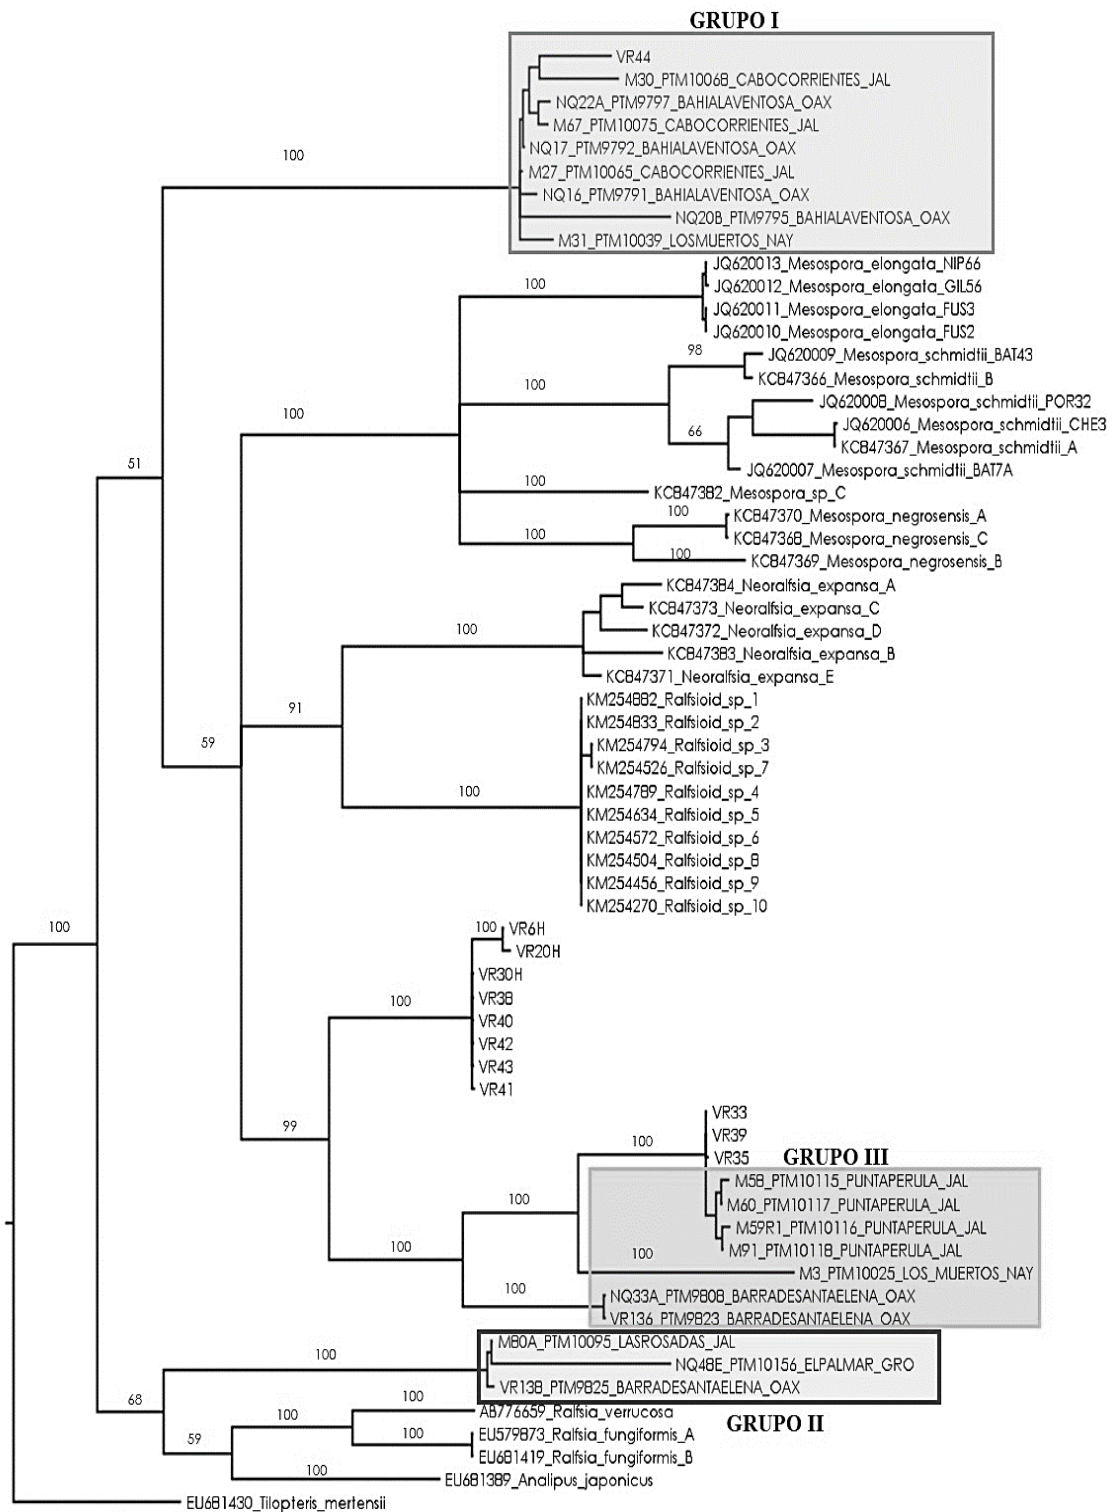 GRUPO I
VR44
M30_PTM10068_CABOCORRIENTES_JAL
NQ22A_PTM9797_BAHIALAVENTOSA_OAX
M67_PTM10075_CABOCORRIENTES_JAL
NQ17_PTM9792_BAHIALAVENTOSA_OAX
100
M27_PTM10065_CABOCORRIENTES_JAL
NQ16_PTM9791_BAHIALAVENTOSA_OAX
NQ20B_PTM9795_BAHIALAVENTOSA_OAX
M31_PTM10039_LOSMUERTOS_NAY
JQ620013_Mesospora_elongata_NIP66
100
JQ620012_Mesospora_elongata_GIL56
JQ620011_Mesospora_elongata_FUS3
JQ620010_Mesospora_elongata_FUS2
98
JQ620009_Mesospora_schmidtii_BAT43
KC847366_Mesospora_schmidtii_B
100
JQ620008_Mesospora_schmidtii_POR32
100
JQ620006_Mesospora_schmidtii_CHE3
66
KC847367_Mesospora_schmidtii_A
51
JQ620007_Mesospora_schmidtii_BAT7A
100
KC847382_Mesospora_sp_C
100
KC847370_Mesospora_negrosensis_A
100
KC847368_Mesospora_negrosensis_C
100
KC847369_Mesospora_negrosensis_B
KC847384_Neoralfsia_expansa_A
KC847373_Neoralfsia_expansa_C
100
KC847372_Neoralfsia_expansa_D
KC847383_Neoralfsia_expansa_B
KC847371_Neoralfsia_expansa_E
KM254882_Ralfsioid_sp_1
91
KM254833_Ralfsioid_sp_2
59
KM254794_Ralfsioid_sp_3
KM254526_Ralfsioid_sp_7
100
KM254789_Ralfsioid_sp_4
KM254634_Ralfsioid_sp_5
KM254572_Ralfsioid_sp_6
KM254504_Ralfsioid_sp_8
KM254456_Ralfsioid_sp_9
KM254270_Ralfsioid_sp_10
100
100
VR6H
VR20H
VR30H
100
VR38
VR40
VR42
VR43
VR41
VR33
99
VR39
100
VR35
GRUPO III
M58_PTM10115_PUNTAPERULA_JAL
100
M60_PTM10117_PUNTAPERULA_JAL
M59R1_PTM10116_PUNTAPERULA_JAL
100
M91_PTM10118_PUNTAPERULA_JAL
100
M3_PTM10025_LOS_MUERTOS_NAY
100
NQ33A_PTM9808_BARRADESANTAELENA_OAX
VR136_PTM9823_BARRADESANTAELENA_OAX
M80A_PTM10095_LASROSADAS_JAL
100
NQ48E_PTM10156_ELPALMAR_GRO
VR138_PTM9825_BARRADESANTAELENA_OAX
68
100
AB776659_Ralfsia_verrucosa
100
GRUPO II
100
EU579873_Ralfsia_fungiformis_A
59
EU681419_Ralfsia_fungiformis_B
100
EU681389_Analipus_japonicus
EU681430_Tilopteris_mertensii